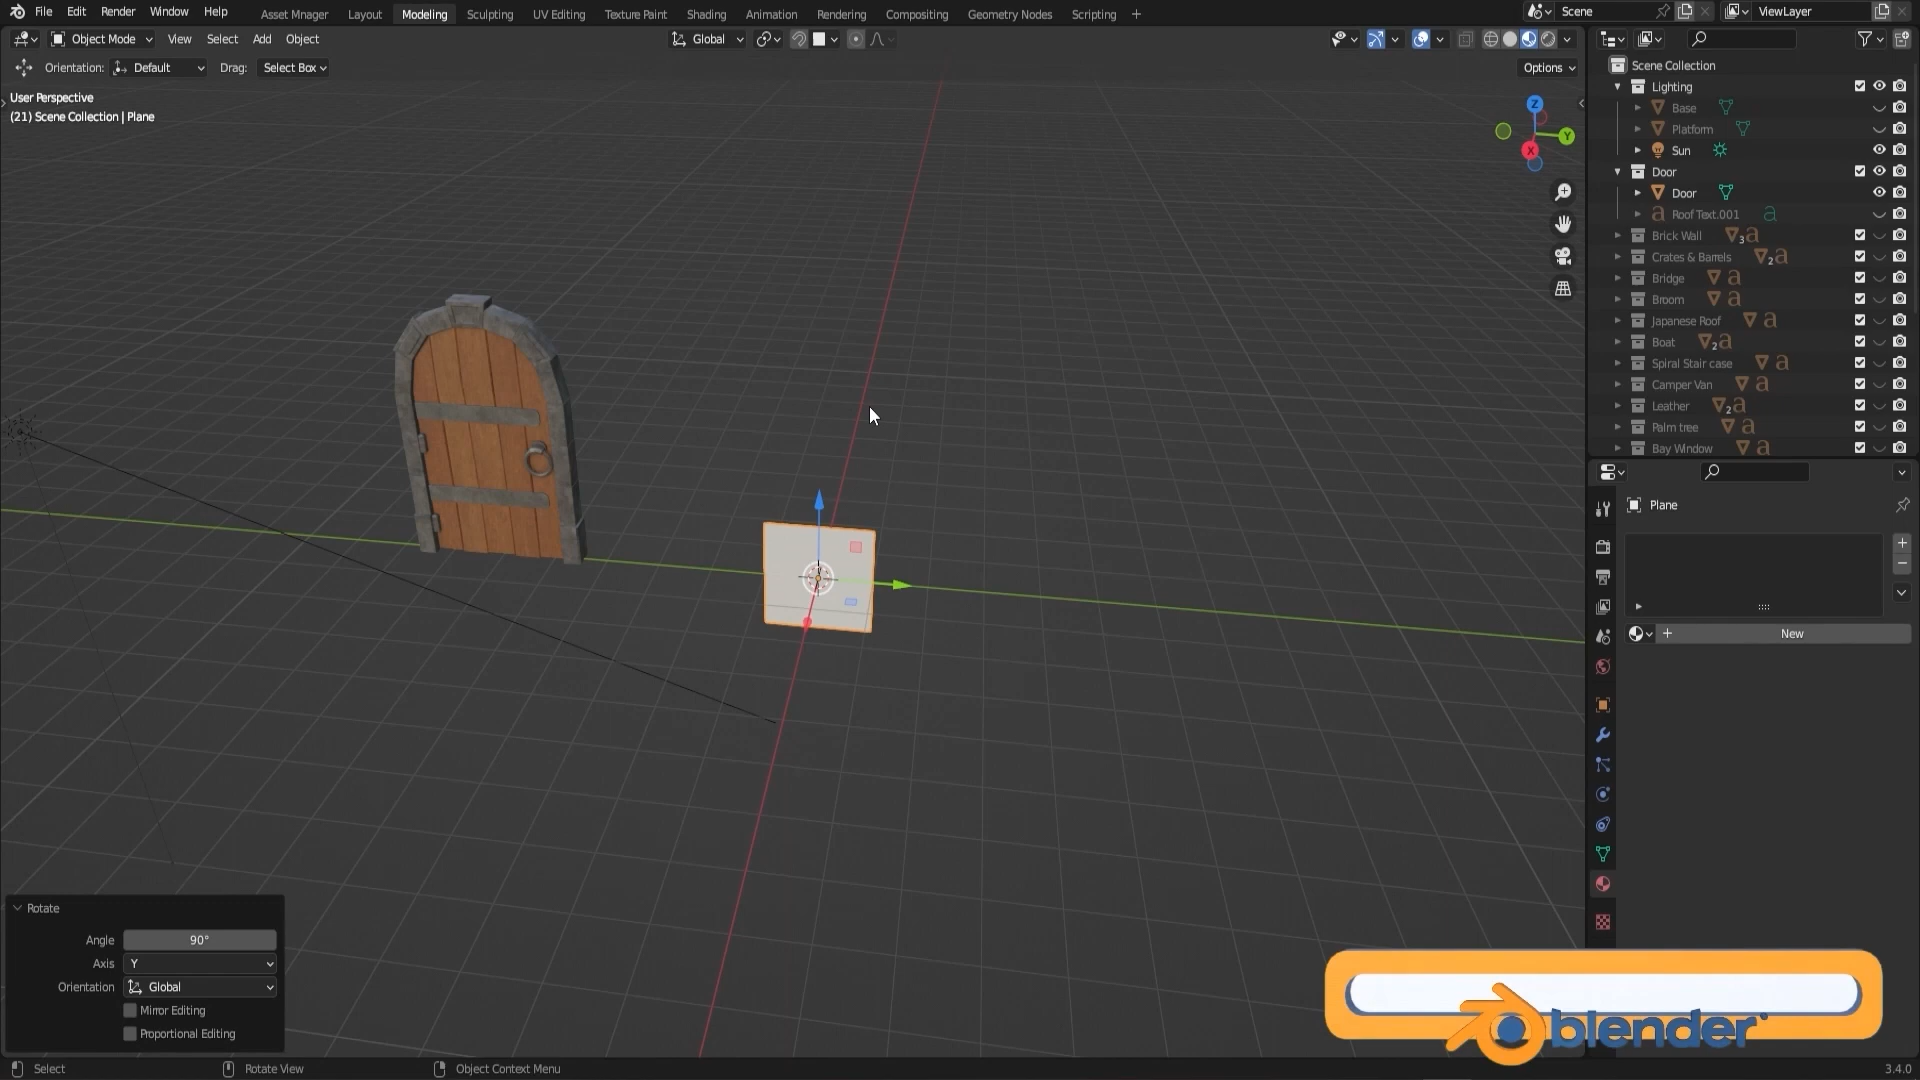 File Edit Render Window Help
Asset Mnager Layout Modeling Sculpting UV Editing Texture Paint Shading Animation Rendering Compositing Geometry Nodes Scripting +
Scene
ViewLayer
Object Mode View Select Add Object
Global
Orientation: Default Drag: Select Box
Options
User Perspective
(21) Scene Collection | Plane
Z
Y
X
Scene Collection
Lighting
Base
Platform
Sun
Door
Door
Roof Text.001
Brick Wall 3
Crates & Barrels 2
Bridge
Broom
Japanese Roof
Boat 2
Spiral Stair case
Camper Van
Leather 2
Palm tree
Bay Window
Plane
+ New
Rotate
Angle 90°
Axis Y
Orientation Global
Mirror Editing
Proportional Editing
blender
Select Rotate View Object Context Menu
3.4.0